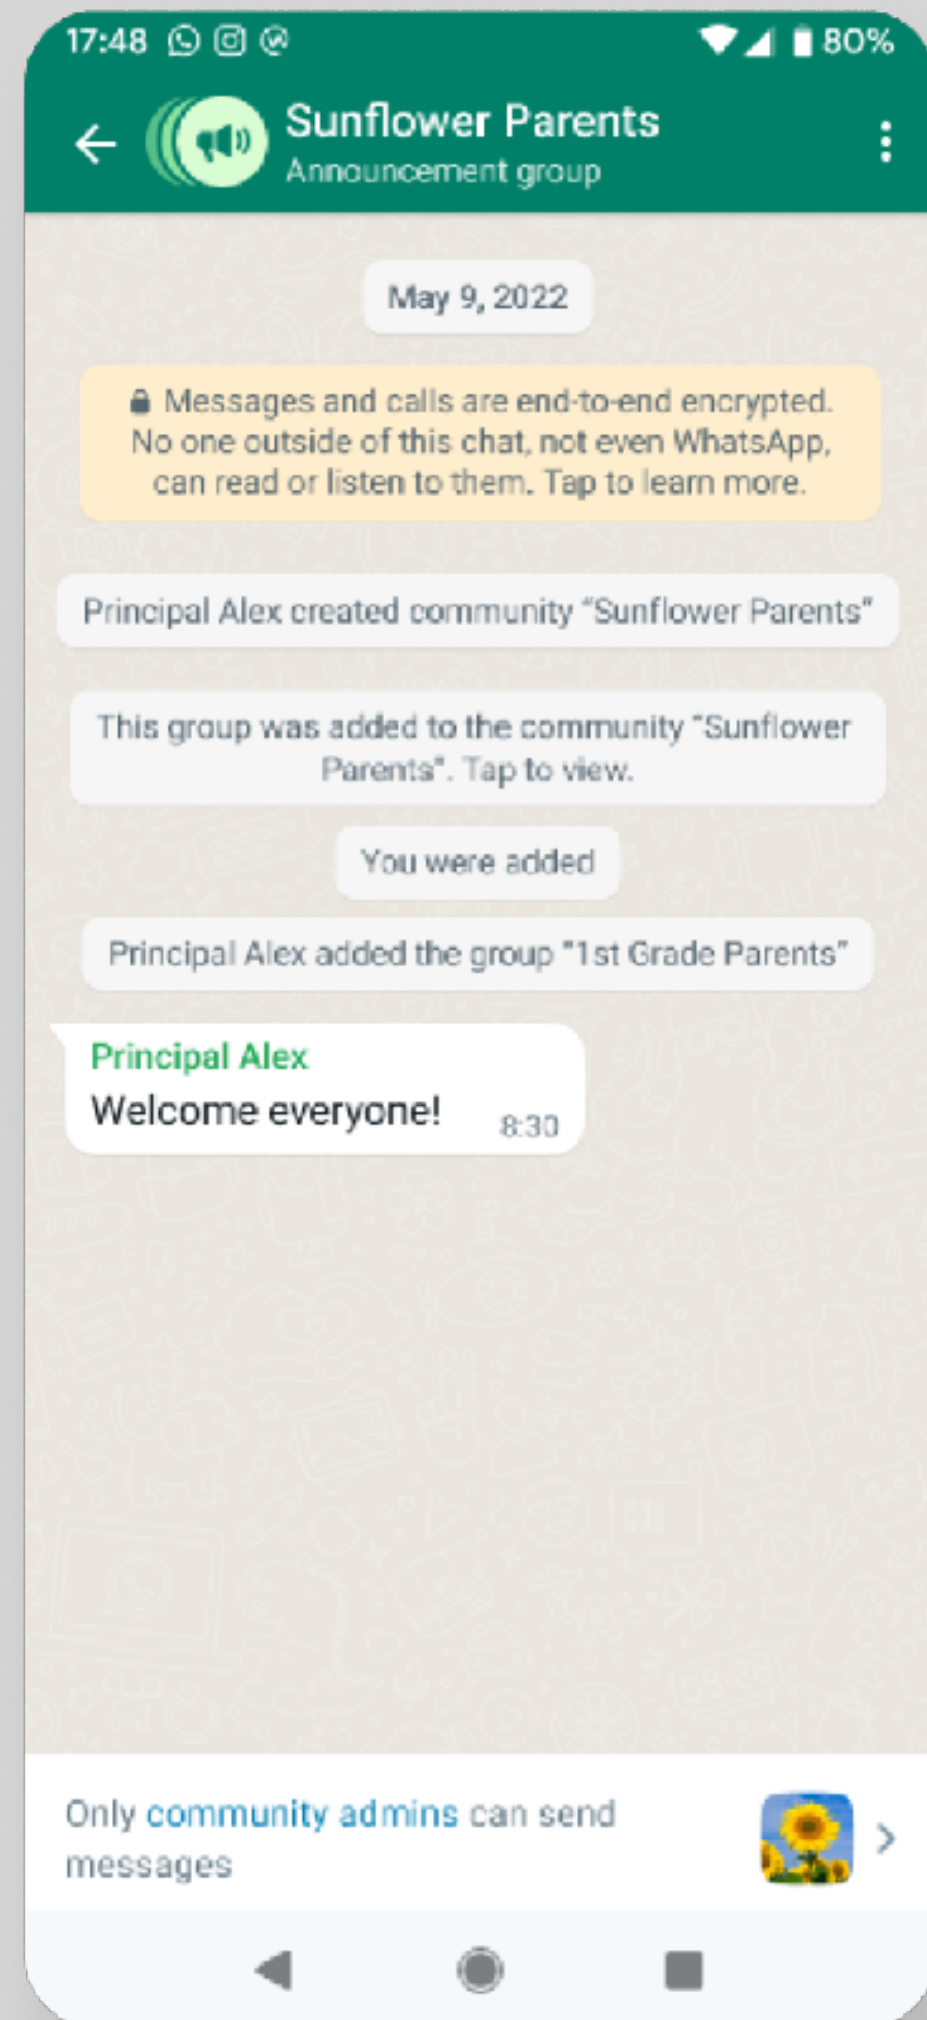 17:48 80%
Sunflower Parents
Announcement group
May 9, 2022
Messages and calls are end-to-end encrypted.
No one outside of this chat, not even WhatsApp,
can read or listen to them. Tap to learn more.
Principal Alex created community “Sunflower Parents”
This group was added to the community “Sunflower
Parents”. Tap to view.
You were added
Principal Alex added the group “1st Grade Parents”
Principal Alex
Welcome everyone! 8:30
Only community admins can send
messages